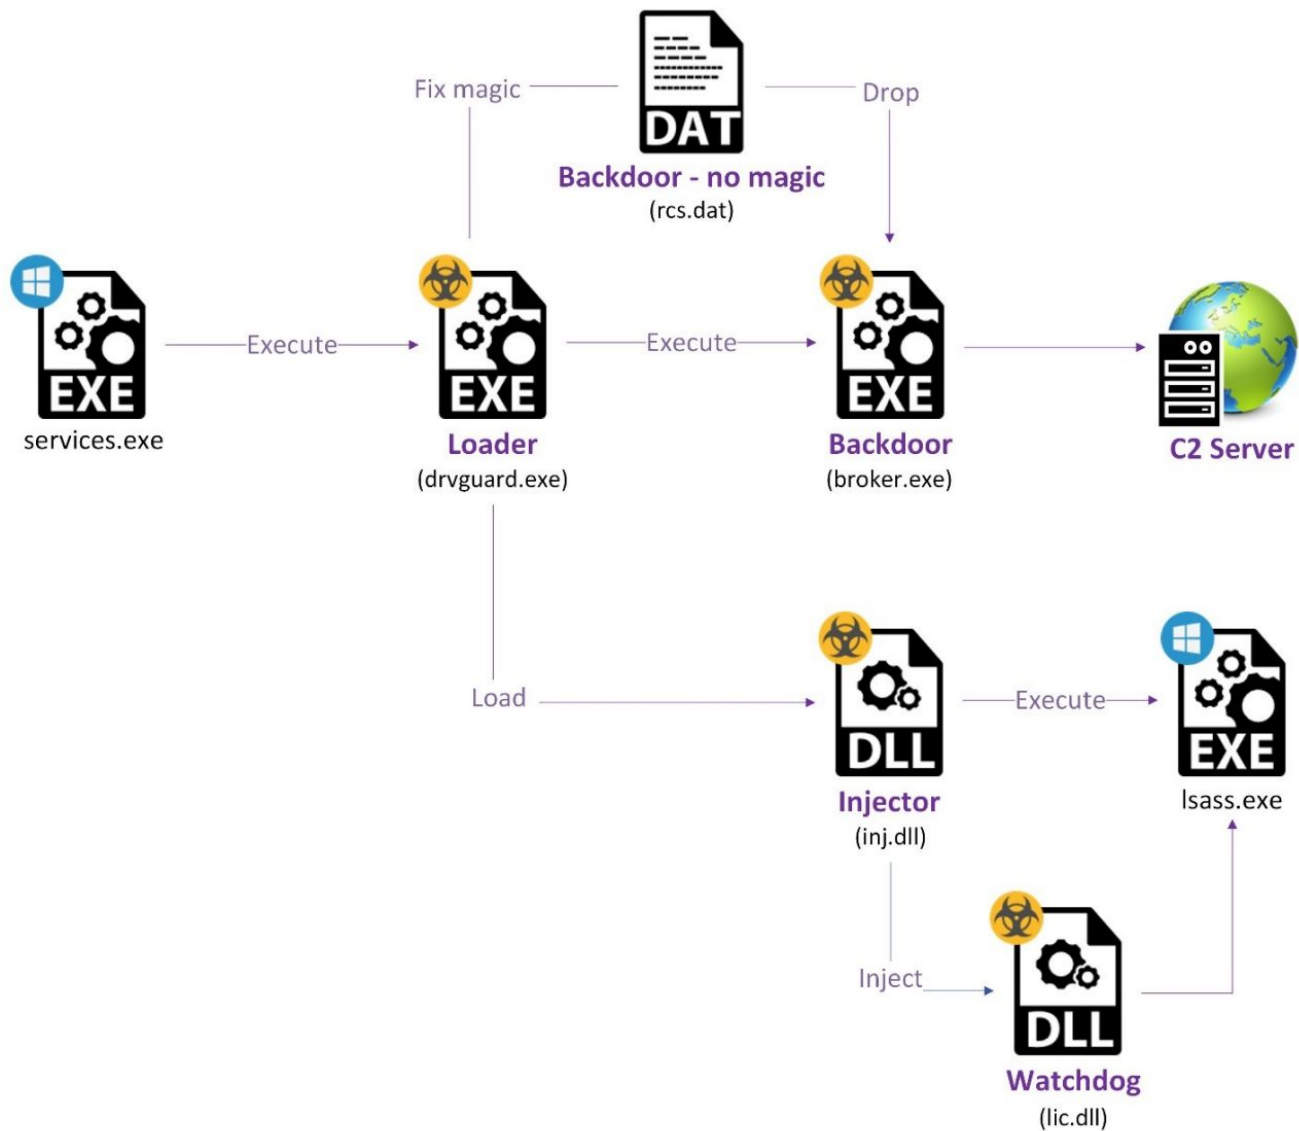 Fix magic
DAT
Drop
Backdoor - no magic
(rcs.dat)
EXE
services.exe
Execute
EXE
Loader
(drvguard.exe)
Execute
EXE
Backdoor
(broker.exe)
C2 Server
Load
DLL
Injector
(inj.dll)
Execute
EXE
lsass.exe
Inject
DLL
Watchdog
(lic.dll)